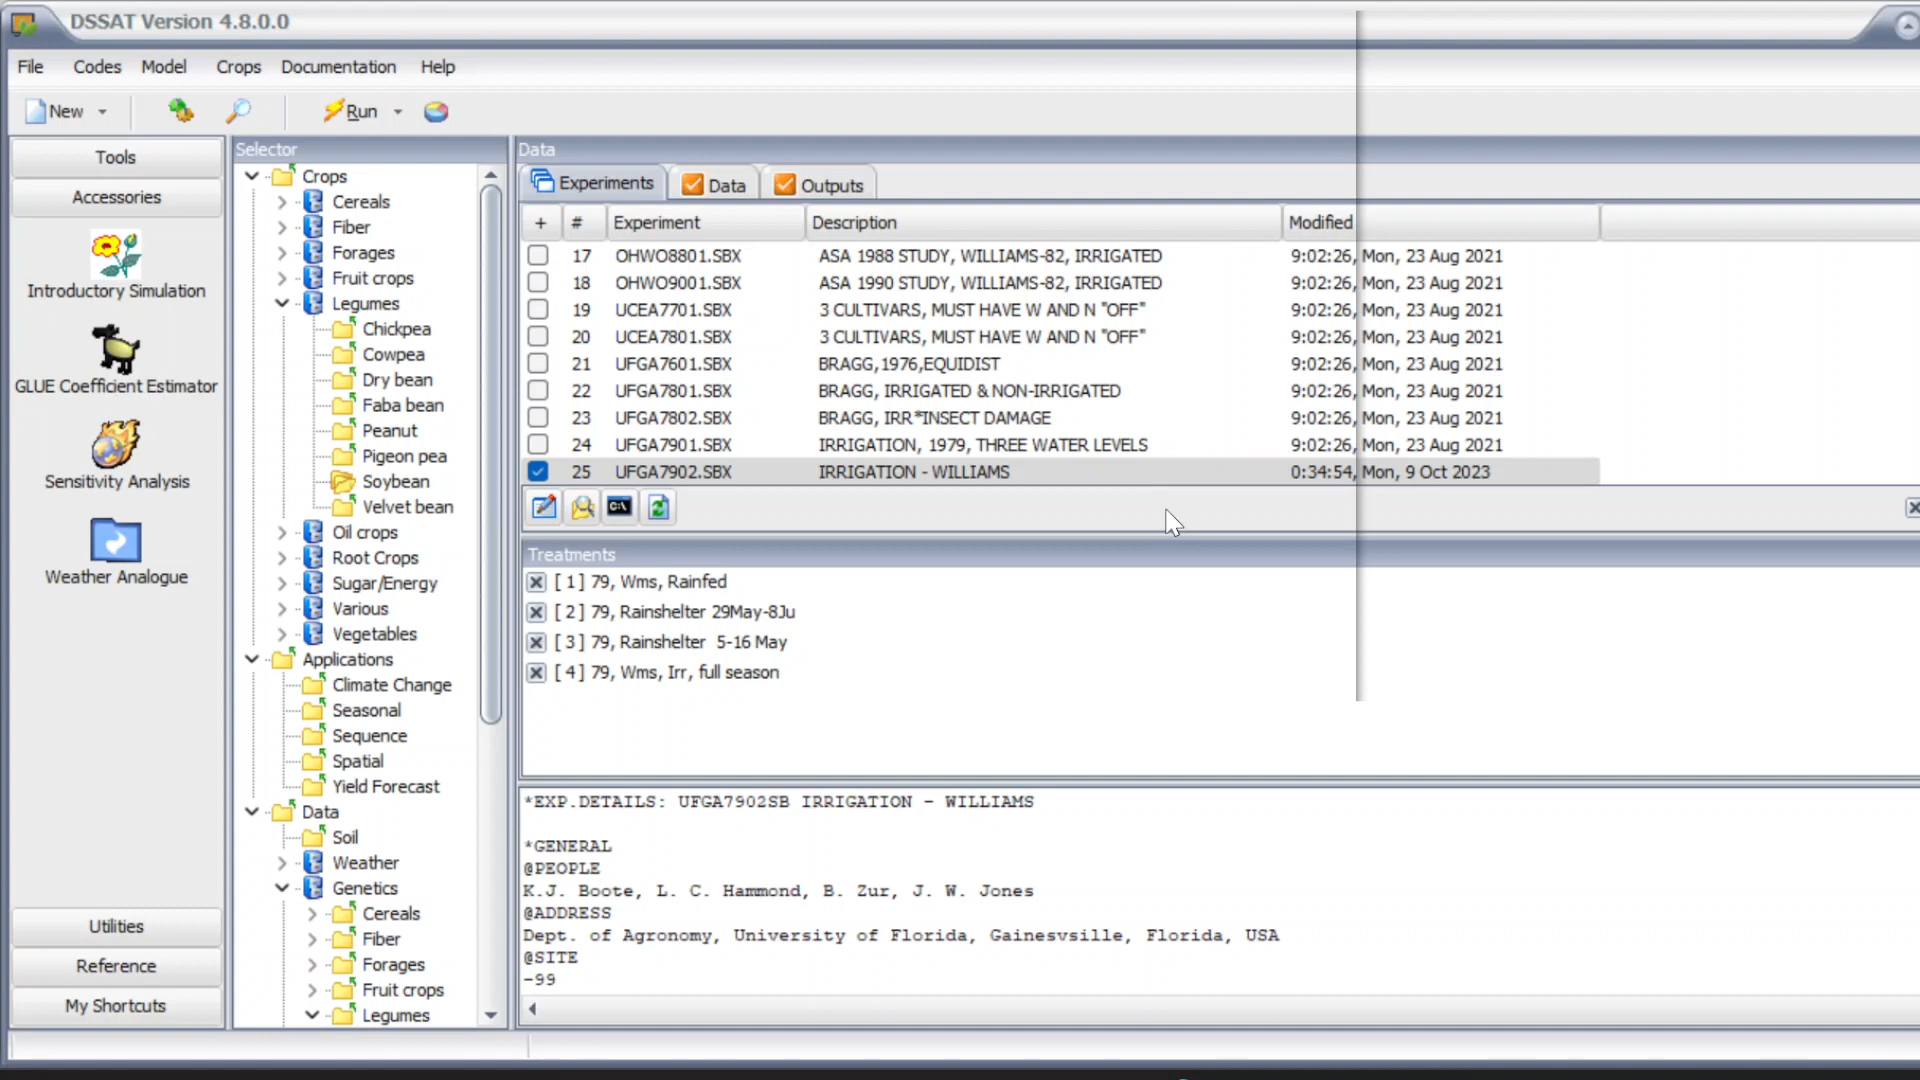 DSSAT Version 4.8.0.0
File Codes Model Crops Documentation Help
New Run
Tools
Accessories
Introductory Simulation
GLUE Coefficient Estimator
Sensitivity Analysis
Weather Analogue
Utilities
Reference
My Shortcuts
Selector
Crops
Cereals
Fiber
Forages
Fruit crops
Legumes
Chickpea
Cowpea
Dry bean
Faba bean
Peanut
Pigeon pea
Soybean
Velvet bean
Oil crops
Root Crops
Sugar/Energy
Various
Vegetables
Applications
Climate Change
Seasonal
Sequence
Spatial
Yield Forecast
Data
Soil
Weather
Genetics
Cereals
Fiber
Forages
Fruit crops
Legumes
Data
Experiments Data Outputs
+ # Experiment Description Modified
17 OHWO8801.SBX ASA 1988 STUDY, WILLIAMS-82, IRRIGATED 9:02:26, Mon, 23 Aug 2021
18 OHWO9001.SBX ASA 1990 STUDY, WILLIAMS-82, IRRIGATED 9:02:26, Mon, 23 Aug 2021
19 UCEA7701.SBX 3 CULTIVARS, MUST HAVE W AND N "OFF" 9:02:26, Mon, 23 Aug 2021
20 UCEA7801.SBX 3 CULTIVARS, MUST HAVE W AND N "OFF" 9:02:26, Mon, 23 Aug 2021
21 UFGA7601.SBX BRAGG,1976,EQUIDIST 9:02:26, Mon, 23 Aug 2021
22 UFGA7801.SBX BRAGG, IRRIGATED & NON-IRRIGATED 9:02:26, Mon, 23 Aug 2021
23 UFGA7802.SBX BRAGG, IRR*INSECT DAMAGE 9:02:26, Mon, 23 Aug 2021
24 UFGA7901.SBX IRRIGATION, 1979, THREE WATER LEVELS 9:02:26, Mon, 23 Aug 2021
25 UFGA7902.SBX IRRIGATION - WILLIAMS 0:34:54, Mon, 9 Oct 2023
C:\
Treatments
[ 1 ] 79, Wms, Rainfed
[ 2 ] 79, Rainshelter 29May-8Ju
[ 3 ] 79, Rainshelter 5-16 May
[ 4 ] 79, Wms, Irr, full season
*EXP.DETAILS: UFGA7902SB IRRIGATION - WILLIAMS
*GENERAL
@PEOPLE
K.J. Boote, L. C. Hammond, B. Zur, J. W. Jones
@ADDRESS
Dept. of Agronomy, University of Florida, Gainesvsille, Florida, USA
@SITE
-99